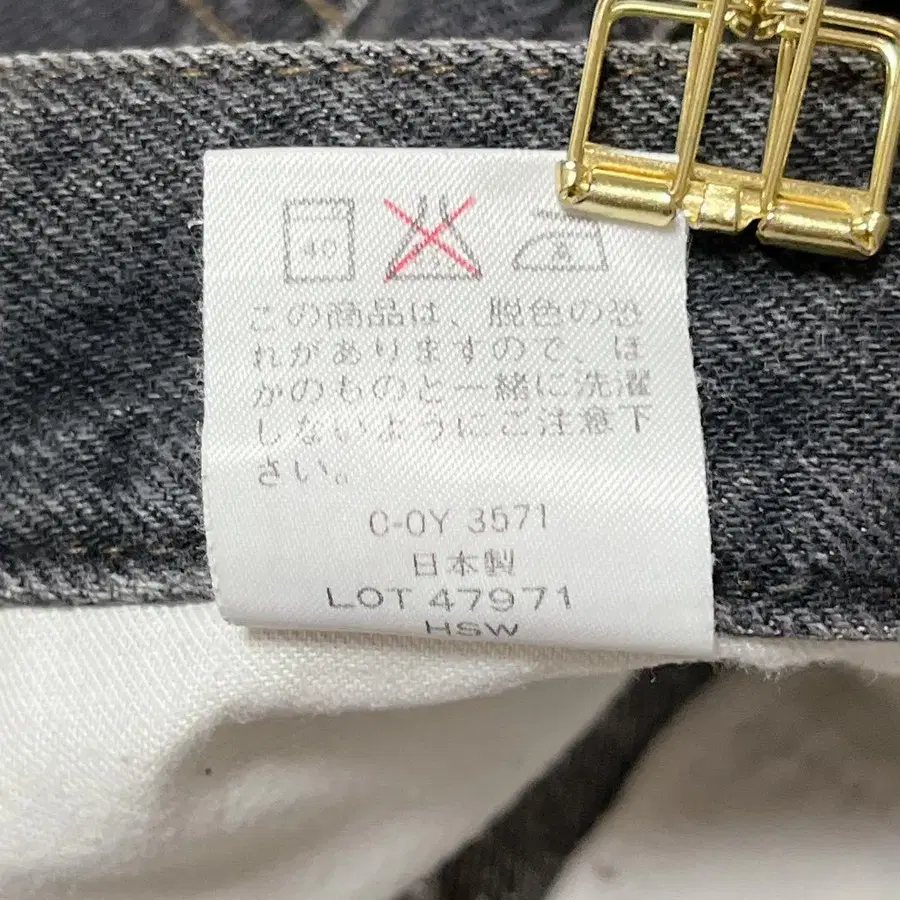 40
この商品は、脱色の恐
れがありますので、ほ
かのものと一緒に洗濯
しないようにご注意下
さい。
0-0Y 3571
日本製
LOT 47971
HSW